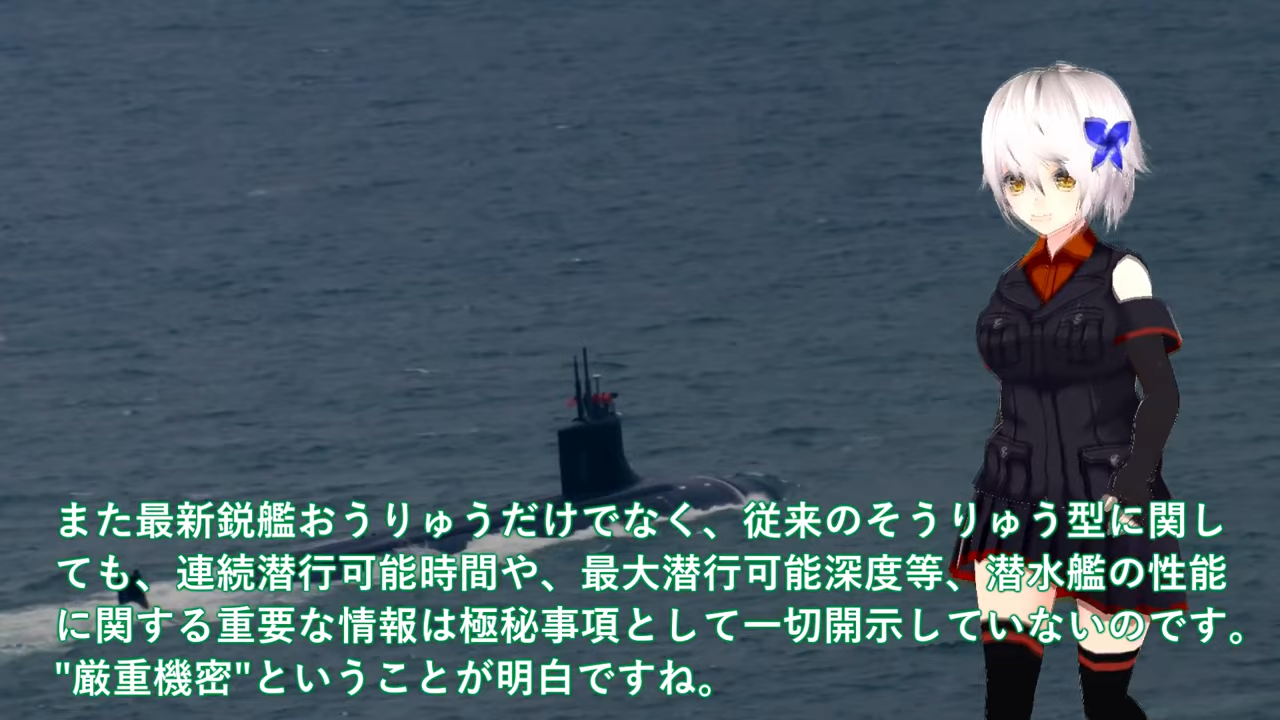 また最新鋭艦おうりゅうだけでなく、従来のそうりゅう型に関し
ても、連続潜行可能時間や、最大潜行可能深度等、潜水艦の性能
に関する重要な情報は極秘事項として一切開示していないのです。
"厳重機密"ということが明白ですね。